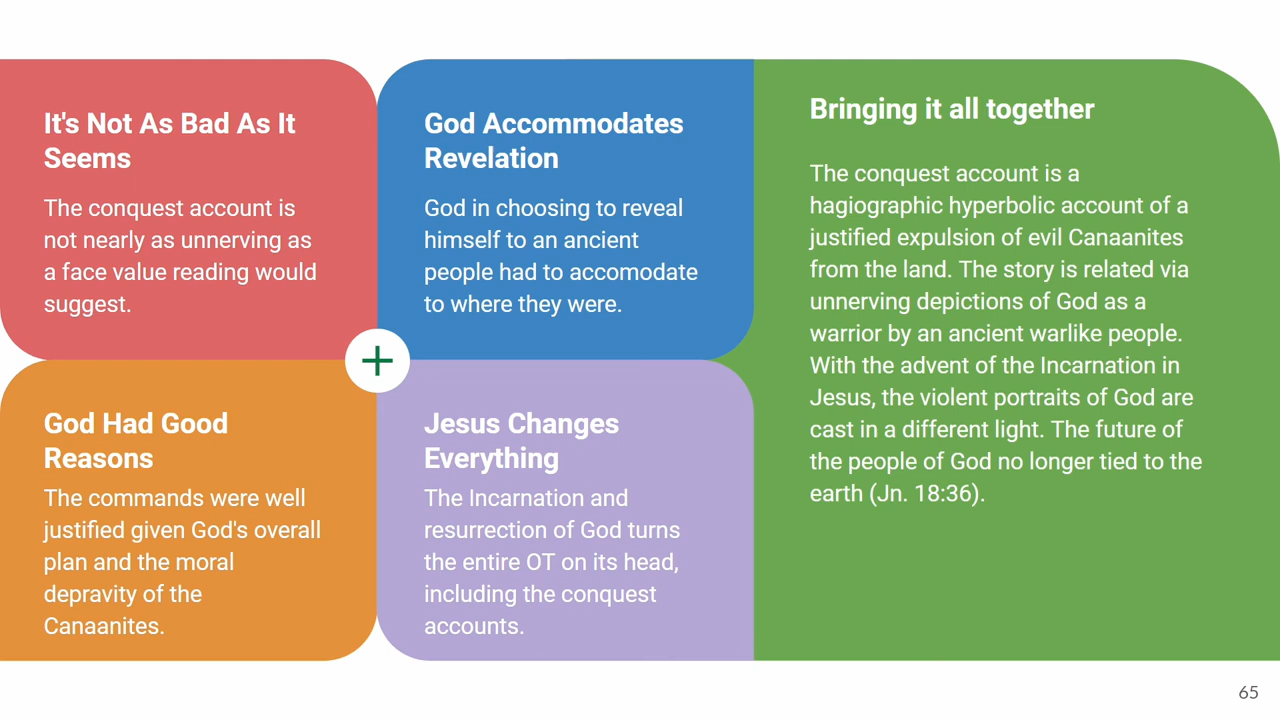 It's Not As Bad As It
Seems
The conquest account is
not nearly as unnerving as
a face value reading would
suggest.
God Accommodates
Revelation
God in choosing to reveal
himself to an ancient
people had to accomodate
to where they were.
God Had Good
Reasons
The commands were well
justified given God's overall
plan and the moral
depravity of the
Canaanites.
Jesus Changes
Everything
The Incarnation and
resurrection of God turns
the entire OT on its head,
including the conquest
accounts.
Bringing it all together
The conquest account is a
hagiographic hyperbolic account of a
justified expulsion of evil Canaanites
from the land. The story is related via
unnerving depictions of God as a
warrior by an ancient warlike people.
With the advent of the Incarnation in
Jesus, the violent portraits of God are
cast in a different light. The future of
the people of God no longer tied to the
earth (Jn. 18:36).
65